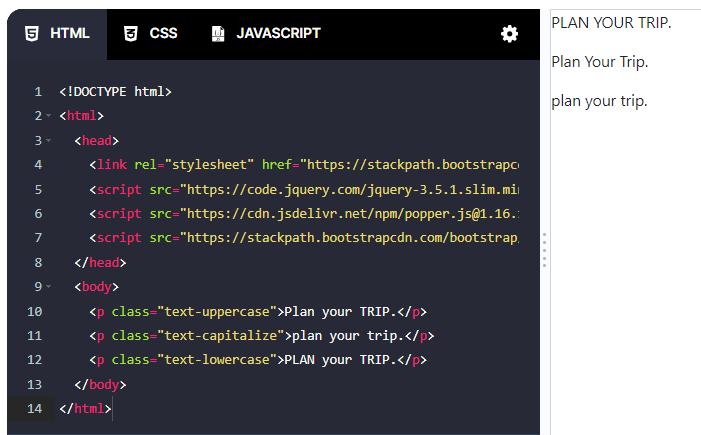 HTML CSS JAVASCRIPT
1 <!DOCTYPE html>
2 <html>
3 <head>
4 <link rel="stylesheet" href="https://stackpath.bootstrapc
5 <script src="https://code.jquery.com/jquery-3.5.1.slim.mi
6 <script src="https://cdn.jsdelivr.net/npm/popper.js@1.16.
7 <script src="https://stackpath.bootstrapcdn.com/bootstrap/
8 </head>
9 <body>
10 <p class="text-uppercase">Plan your TRIP.</p>
11 <p class="text-capitalize">plan your trip.</p>
12 <p class="text-lowercase">PLAN your TRIP.</p>
13 </body>
14 </html>
PLAN YOUR TRIP.
Plan Your Trip.
plan your trip.